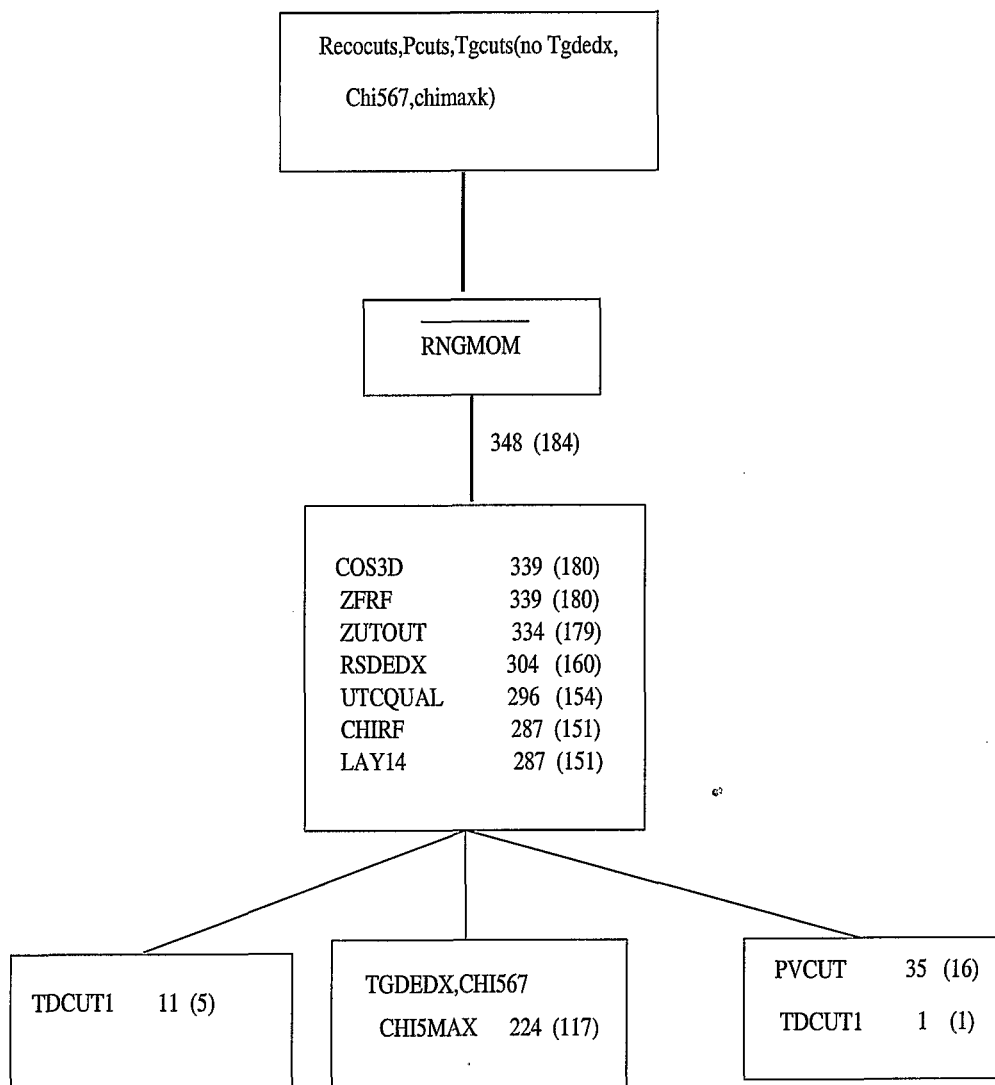 Recocuts,Pcuts,Tgcuts(no Tgdedx,
Chi567,chimaxk)
RNGMOM
348 (184)
COS3D 339 (180)
ZFRF 339 (180)
ZUTOUT 334 (179)
RSDEDX 304 (160)
UTCQUAL 296 (154)
CHIRF 287 (151)
LAY14 287 (151)
TDCUT1 11 (5)
TGDEDX,CHI567
CHI5MAX 224 (117)
PVCUT 35 (16)
TDCUT1 1 (1)